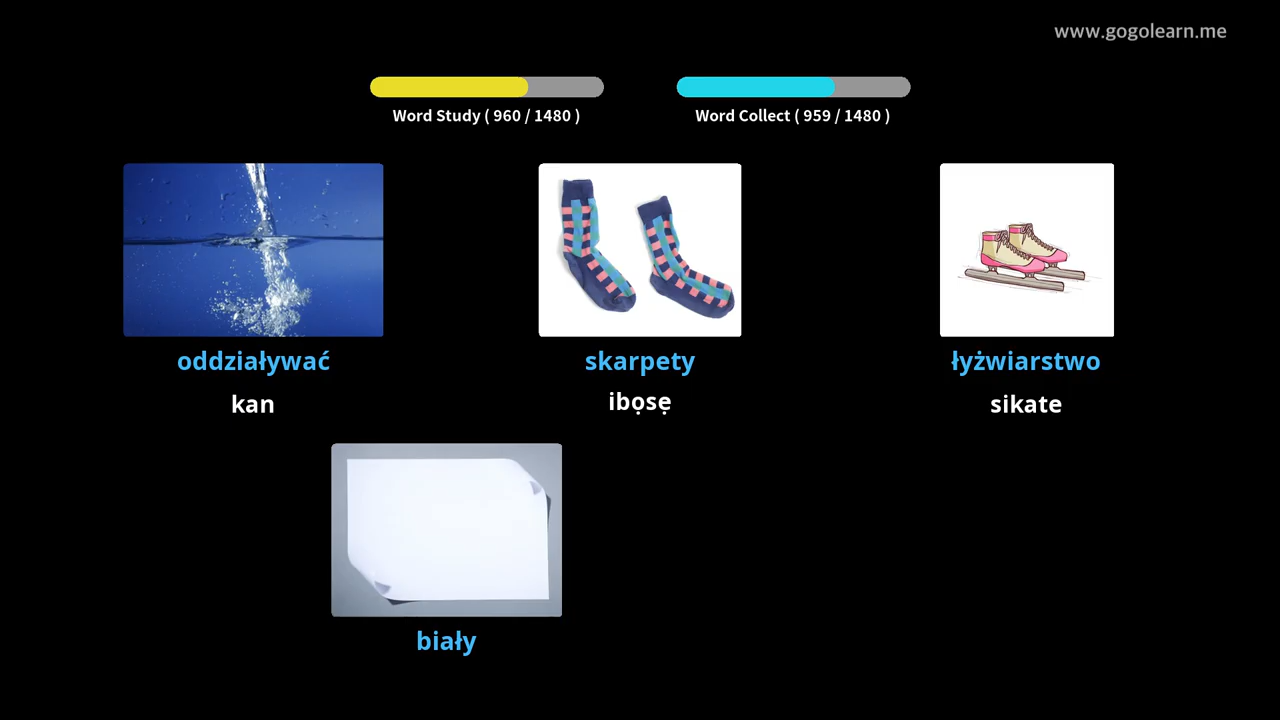 www.gogolearn.me
Word Study ( 960 / 1480 )
Word Collect ( 959 / 1480 )
oddziaływać
skarpety
łyżwiarstwo
kan
ibọsẹ
sikate
biały